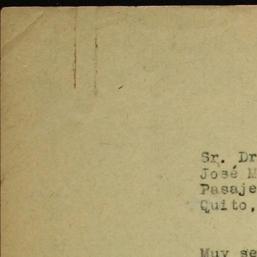 Sr. Dr
José M
Pasaje
Quito,
Muy se